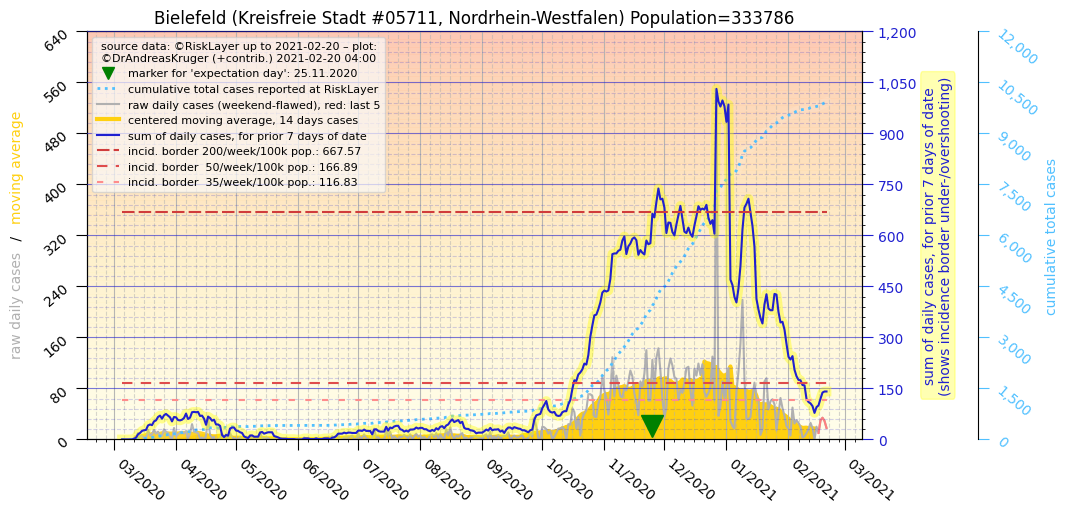 Bielefeld (Kreisfreie Stadt #05711, Nordrhein-Westfalen) Population=333786
source data: ©RiskLayer up to 2021-02-20 – plot:
©DrAndreasKruger (+contrib.) 2021-02-20 04:00
marker for 'expectation day': 25.11.2020
cumulative total cases reported at RiskLayer
raw daily cases (weekend-flawed), red: last 5
centered moving average, 14 days cases
sum of daily cases, for prior 7 days of date
incid. border 200/week/100k pop.: 667.57
incid. border  50/week/100k pop.: 166.89
incid. border  35/week/100k pop.: 116.83
raw daily cases / moving average
640
560
480
400
320
240
160
80
0
03/2020
04/2020
05/2020
06/2020
07/2020
08/2020
09/2020
10/2020
11/2020
12/2020
01/2021
02/2021
03/2021
1,200
1,050
900
750
600
450
300
150
0
sum of daily cases, for prior 7 days of date
(shows incidence border under-/overshooting)
12,000
10,500
9,000
7,500
6,000
4,500
3,000
1,500
0
cumulative total cases